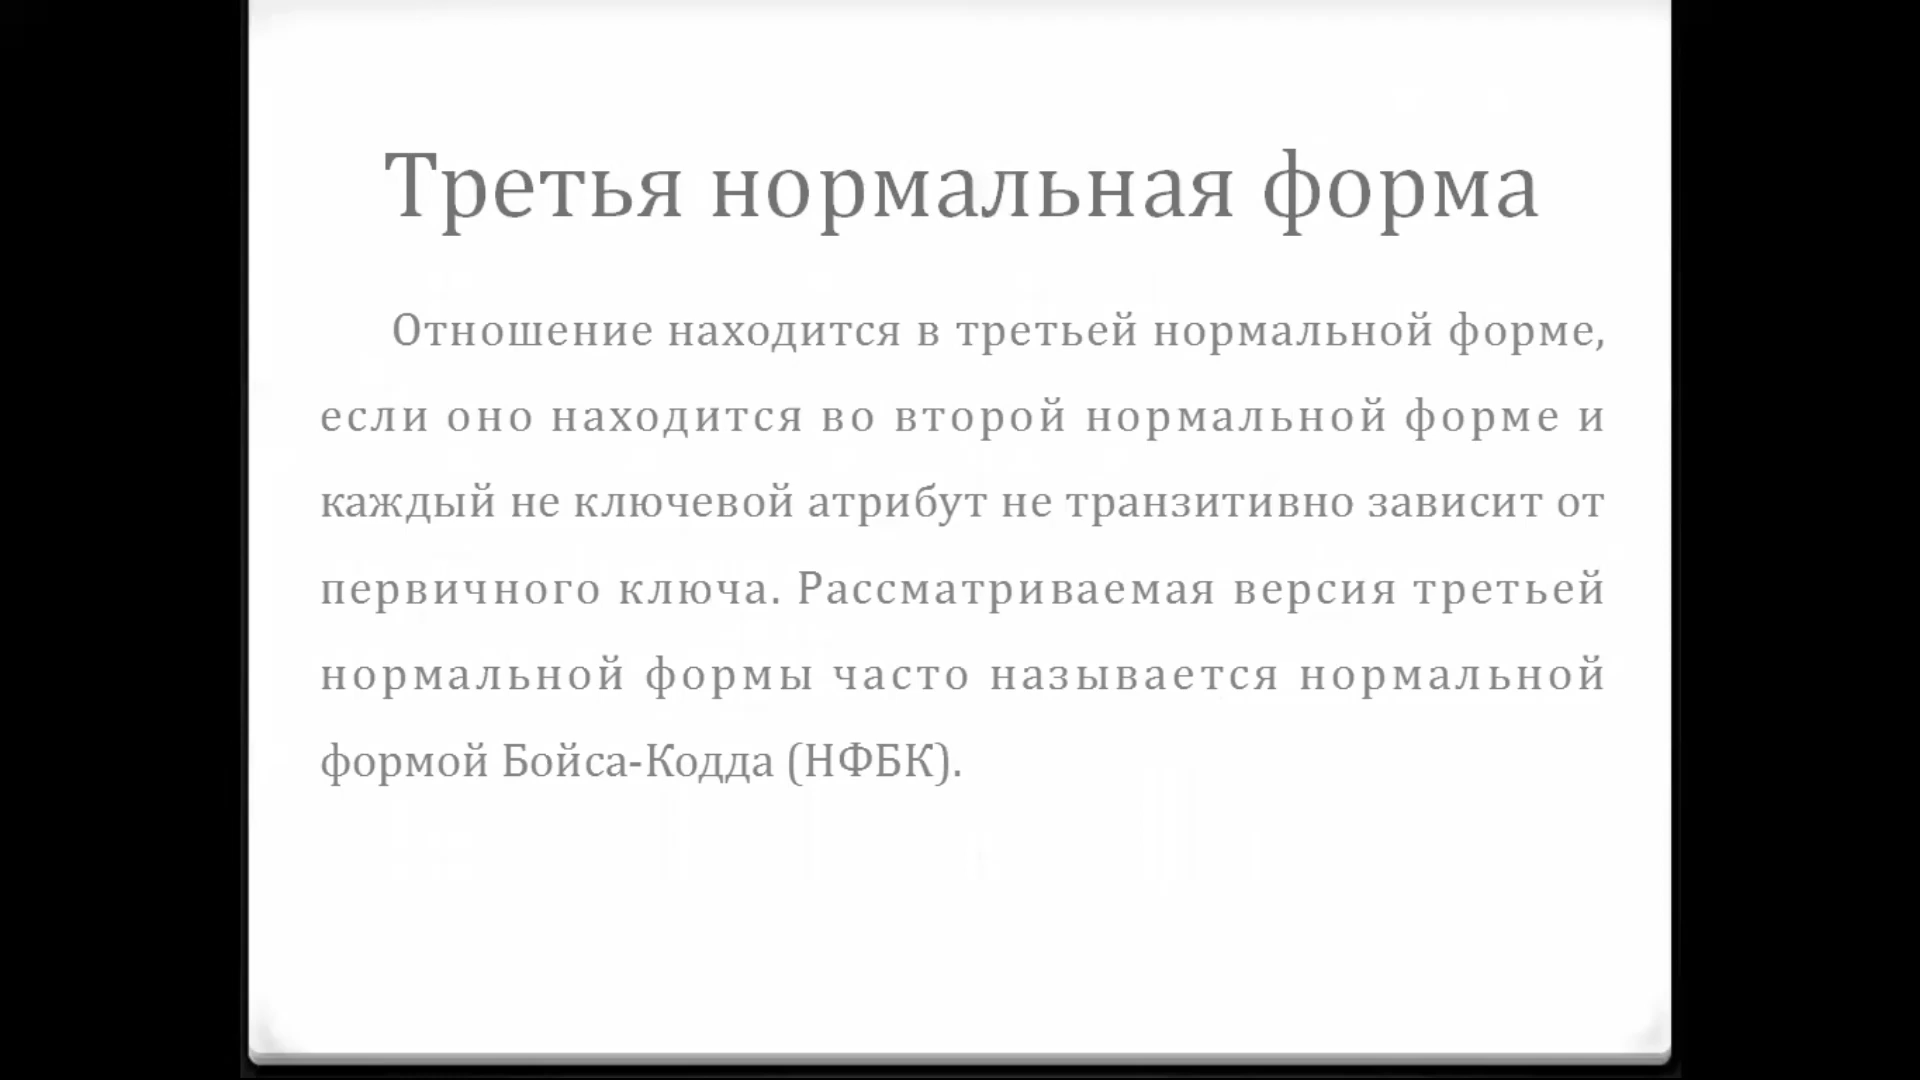 Третья нормальная форма
Отношение находится в третьей нормальной форме,
если оно находится во второй нормальной форме и
каждый не ключевой атрибут не транзитивно зависит от
первичного ключа. Рассматриваемая версия третьей
нормальной формы часто называется нормальной
формой Бойса-Кодда (НФБК).